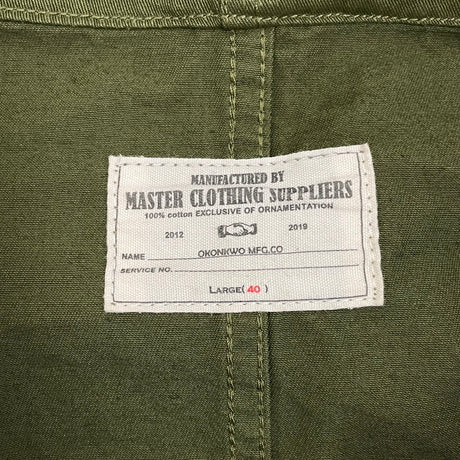 MANUFACTURED BY
MASTER CLOTHING SUPPLIERS
100% cotton EXCLUSIVE OF ORNAMENTATION
2012 2019
NAME OKONKWO MFG.CO
SERVICE NO.
LARGE( 40 )